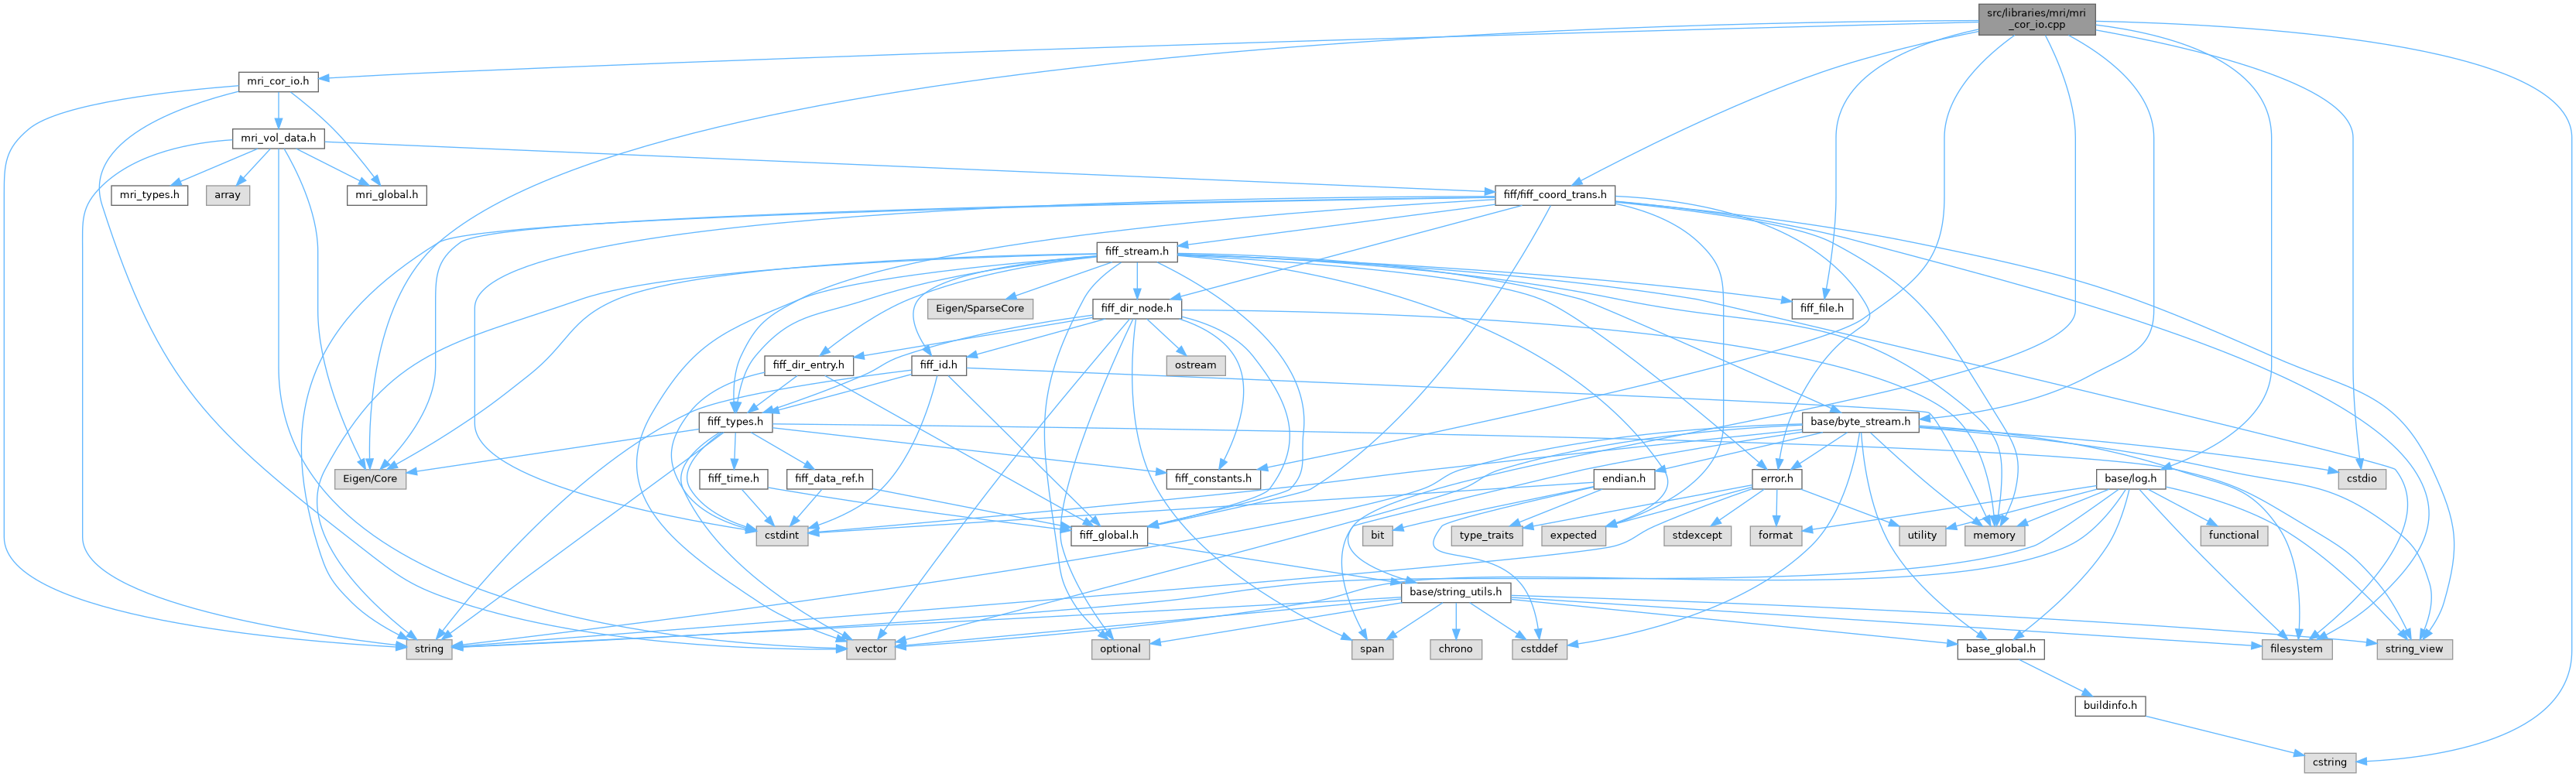 src/libraries/mri/mri
_cor_io.cpp
mri_cor_io.h
mri_vol_data.h
mri_types.h
array
mri_global.h
fiff/fiff_coord_trans.h
fiff_stream.h
Eigen/SparseCore
fiff_dir_node.h
fiff_file.h
fiff_dir_entry.h
fiff_id.h
ostream
fiff_types.h
base/byte_stream.h
Eigen/Core
fiff_time.h
fiff_data_ref.h
fiff_constants.h
endian.h
error.h
base/log.h
cstdio
cstdint
fiff_global.h
bit
type_traits
expected
stdexcept
format
utility
memory
functional
base/string_utils.h
string
vector
optional
span
chrono
cstddef
base_global.h
filesystem
string_view
buildinfo.h
cstring